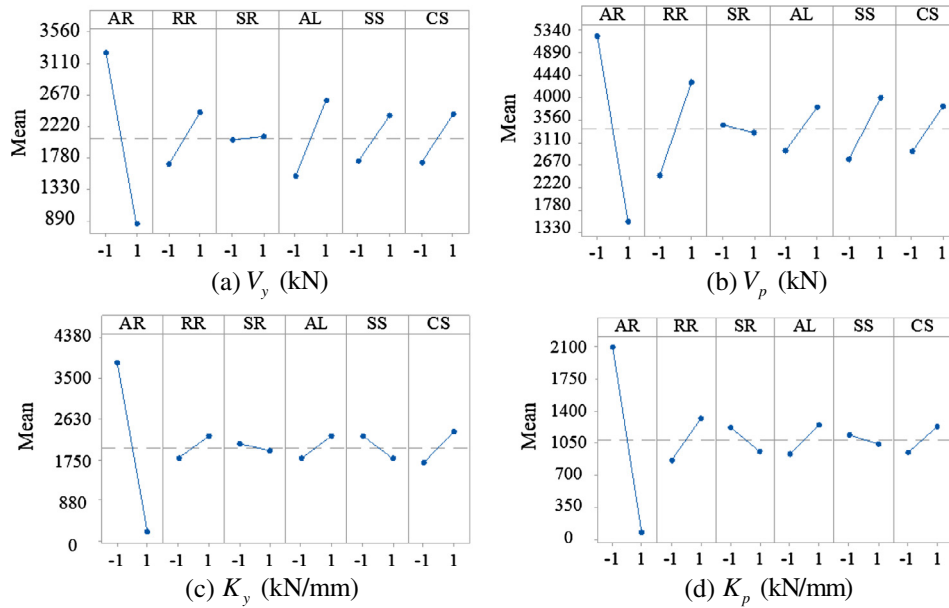 AR RR SR AL SS CS
3560
3110
2670
2220
1780
1330
890
Mean
-1 1 -1 1 -1 1 -1 1 -1 1 -1 1
(a) V_y (kN)
AR RR SR AL SS CS
5340
4890
4440
4000
3560
3110
2670
2220
1780
1330
Mean
-1 1 -1 1 -1 1 -1 1 -1 1 -1 1
(b) V_p (kN)
AR RR SR AL SS CS
4380
3500
2630
1750
880
0
Mean
-1 1 -1 1 -1 1 -1 1 -1 1 -1 1
(c) K_y (kN/mm)
AR RR SR AL SS CS
2100
1750
1400
1050
700
350
0
Mean
-1 1 -1 1 -1 1 -1 1 -1 1 -1 1
(d) K_p (kN/mm)